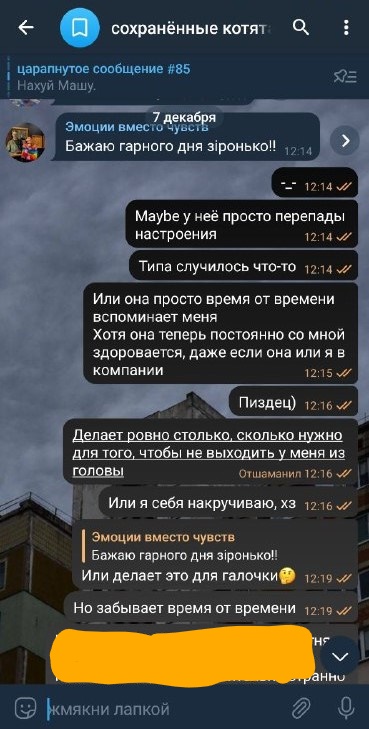 сохранённые котят
царапнутое сообщение #85
Нахуй Машу.
7 декабря
Эмоции вместо чувств
Бажаю гарного дня зіронько!! 12:14
-_- 12:14
Maybe у неё просто перепады
настроения 12:14
Типа случилось что-то 12:14
Или она просто время от времени
вспоминает меня
Хотя она теперь постоянно со мной
здоровается, даже если она или я в
компании 12:15
Пиздец) 12:16
Делает ровно столько, сколько нужно
для того, чтобы не выходить у меня из
головы Отшаманил 12:16
Или я себя накручиваю, хз 12:16
Эмоции вместо чувств
Бажаю гарного дня зіронько!!
Или делает это для галочки🤔 12:19
Но забывает время от времени 12:19
жмякни лапкой